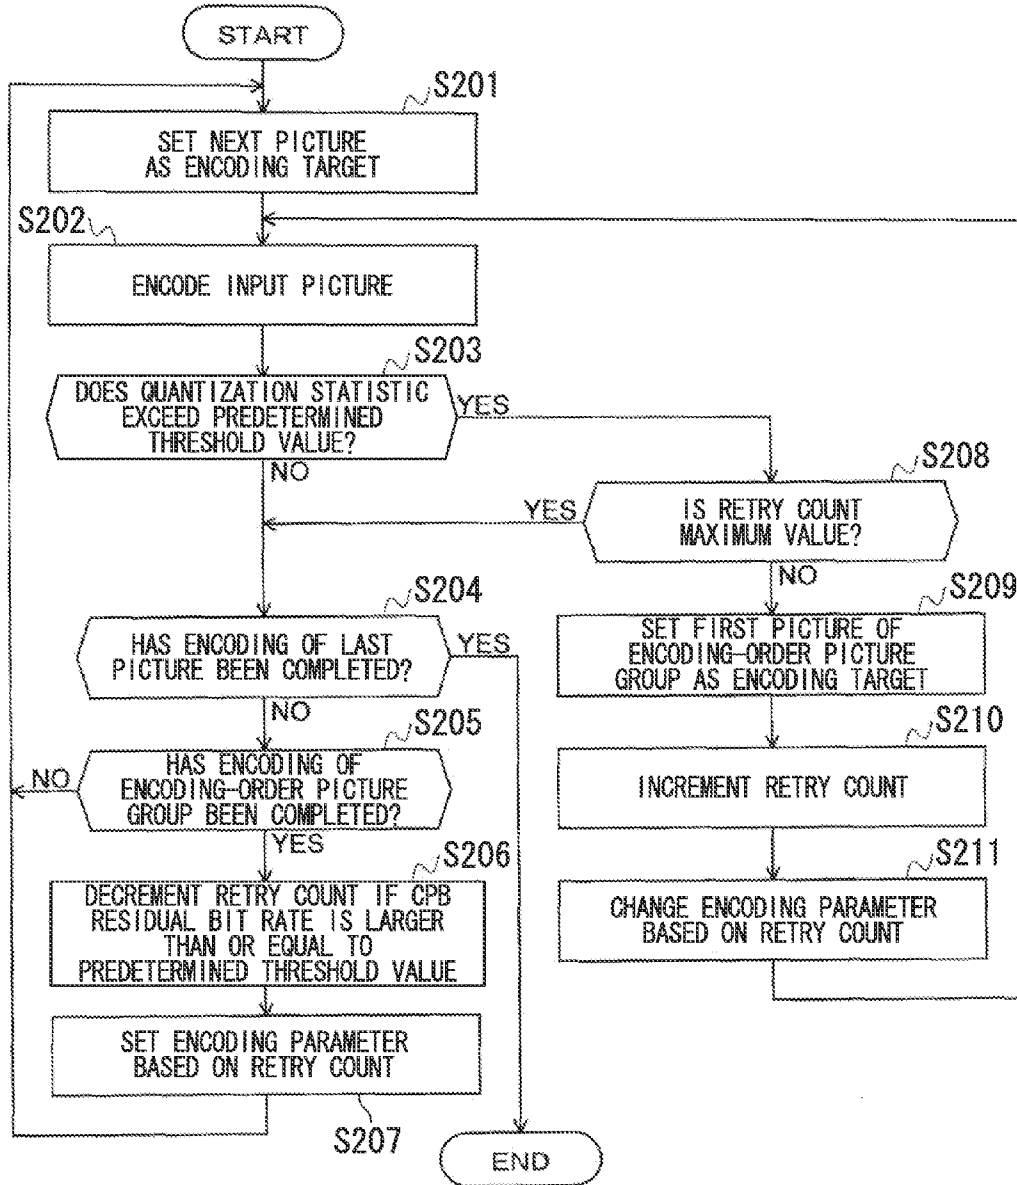 START
S201
SET NEXT PICTURE
AS ENCODING TARGET
S202
ENCODE INPUT PICTURE
S203
DOES QUANTIZATION STATISTIC
EXCEED PREDETERMINED
THRESHOLD VALUE?
YES
NO
S208
IS RETRY COUNT
MAXIMUM VALUE?
YES
NO
S204
HAS ENCODING OF LAST
PICTURE BEEN COMPLETED?
YES
NO
S209
SET FIRST PICTURE OF
ENCODING-ORDER PICTURE
GROUP AS ENCODING TARGET
S205
HAS ENCODING OF
ENCODING-ORDER PICTURE
GROUP BEEN COMPLETED?
NO
YES
S210
INCREMENT RETRY COUNT
S206
DECREMENT RETRY COUNT IF CPB
RESIDUAL BIT RATE IS LARGER
THAN OR EQUAL TO
PREDETERMINED THRESHOLD VALUE
S211
CHANGE ENCODING PARAMETER
BASED ON RETRY COUNT
SET ENCODING PARAMETER
BASED ON RETRY COUNT
S207
END